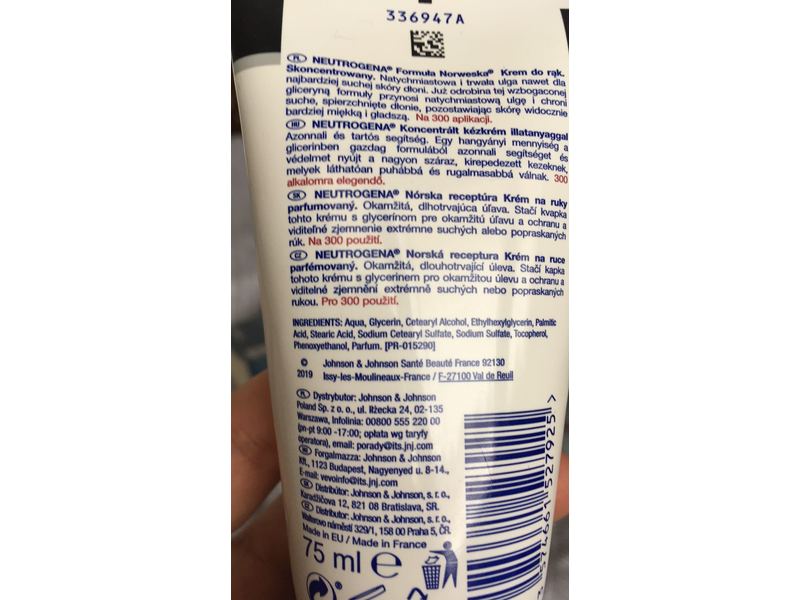 336947A
PL NEUTROGENA® Formuła Norweska® Krem do rąk.
Skoncentrowany. Natychmiastowa i trwała ulga nawet dla
najbardziej suchej skóry dłoni. Już odrobina tej wzbogaconej
gliceryną formuły przynosi natychmiastową ulgę i chroni
suche, spierzchnięte dłonie, pozostawiając skórę widocznie
bardziej miękką i gładszą. Na 300 aplikacji.
HU NEUTROGENA® Koncentrált kézkrém illatanyaggal
Azonnali és tartós segítség. Egy hangyányi mennyiség a
glicerinben gazdag formulából azonnali segítséget és
védelmet nyújt a nagyon száraz, kirepedezett kezeknek,
melyek láthatóan puhábbá és rugalmasabbá válnak. 300
alkalomra elegendő.
SK NEUTROGENA® Nórska receptúra Krém na ruky
parfumovaný. Okamžitá, dlhotrvajúca úľava. Stačí kvapka
tohto krému s glycerínom pre okamžitú úľavu a ochranu a
viditeľné zjemnenie extrémne suchých alebo popraskaných
rúk. Na 300 použití.
CZ NEUTROGENA® Norská receptura Krém na ruce
parfémovaný. Okamžitá, dlouhotrvající úleva. Stačí kapka
tohoto krému s glycerinem pro okamžitou úlevu a ochranu a
viditelné zjemnění extrémně suchých nebo popraskaných
rukou. Pro 300 použití.
INGREDIENTS: Aqua, Glycerin, Cetearyl Alcohol, Ethylhexylglycerin, Palmitic
Acid, Stearic Acid, Sodium Cetearyl Sulfate, Sodium Sulfate, Tocopherol,
Phenoxyethanol, Parfum. [PR-015290]
© Johnson & Johnson Santé Beauté France 92130
2019 Issy-les-Moulineaux-France / F-27100 Val de Reuil
PL Dystrybutor: Johnson & Johnson
Poland Sp. z o. o., ul. Iłżecka 24, 02-135
Warszawa, Infolinia: 00800 555 220 00
(pn-pt 9:00 -17:00; opłata wg taryfy
operatora), email: porady@its.jnj.com
HU Forgalmazza: Johnson & Johnson
Kft., 1123 Budapest, Nagyenyed u. 8-14.,
E-mail: vevoinfo@its.jnj.com
SK Distribútor: Johnson & Johnson, s. r. o.,
Karadžičova 12, 821 08 Bratislava, SR.
CZ Distributor: Johnson & Johnson, s. r. o.,
Walterovo náměstí 329/1, 158 00 Praha 5, ČR.
Made in EU / Made in France
75 ml e
3 574661 527925 >